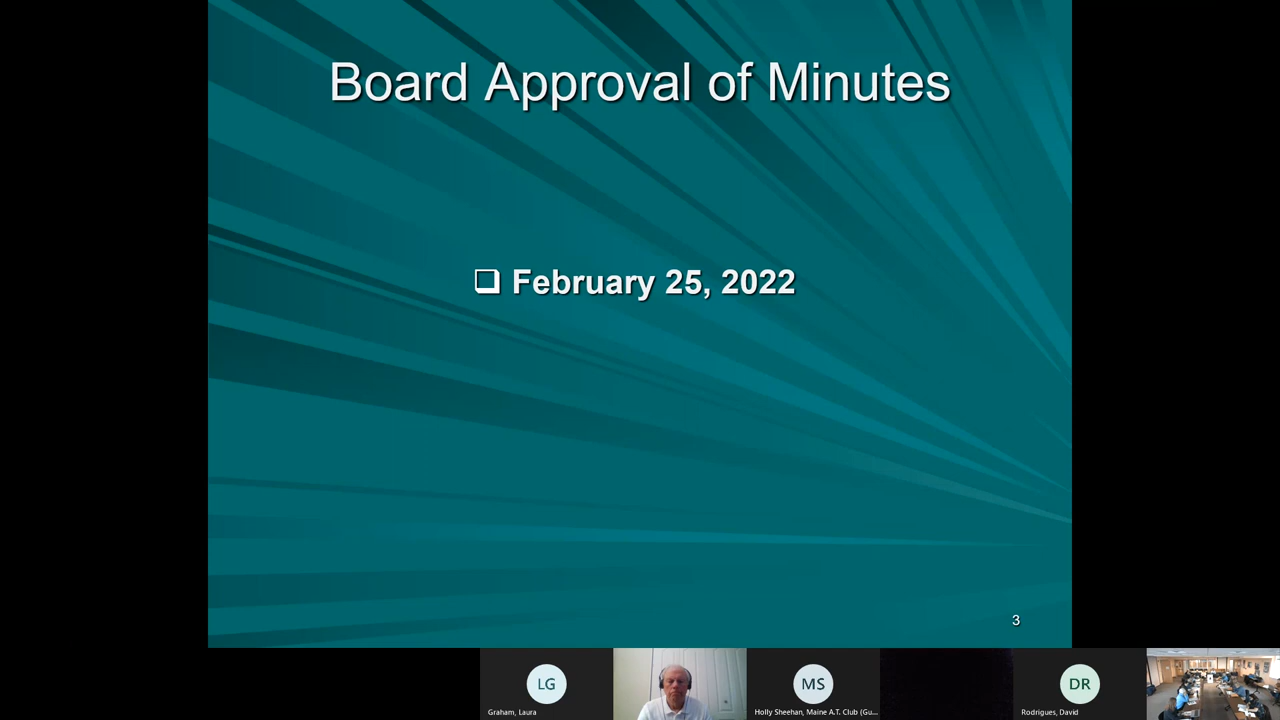 Board Approval of Minutes
❑ February 25, 2022
3
LG
Graham, Laura
MS
Holly Sheehan, Maine A.T. Club (Gu...
DR
Rodrigues, David